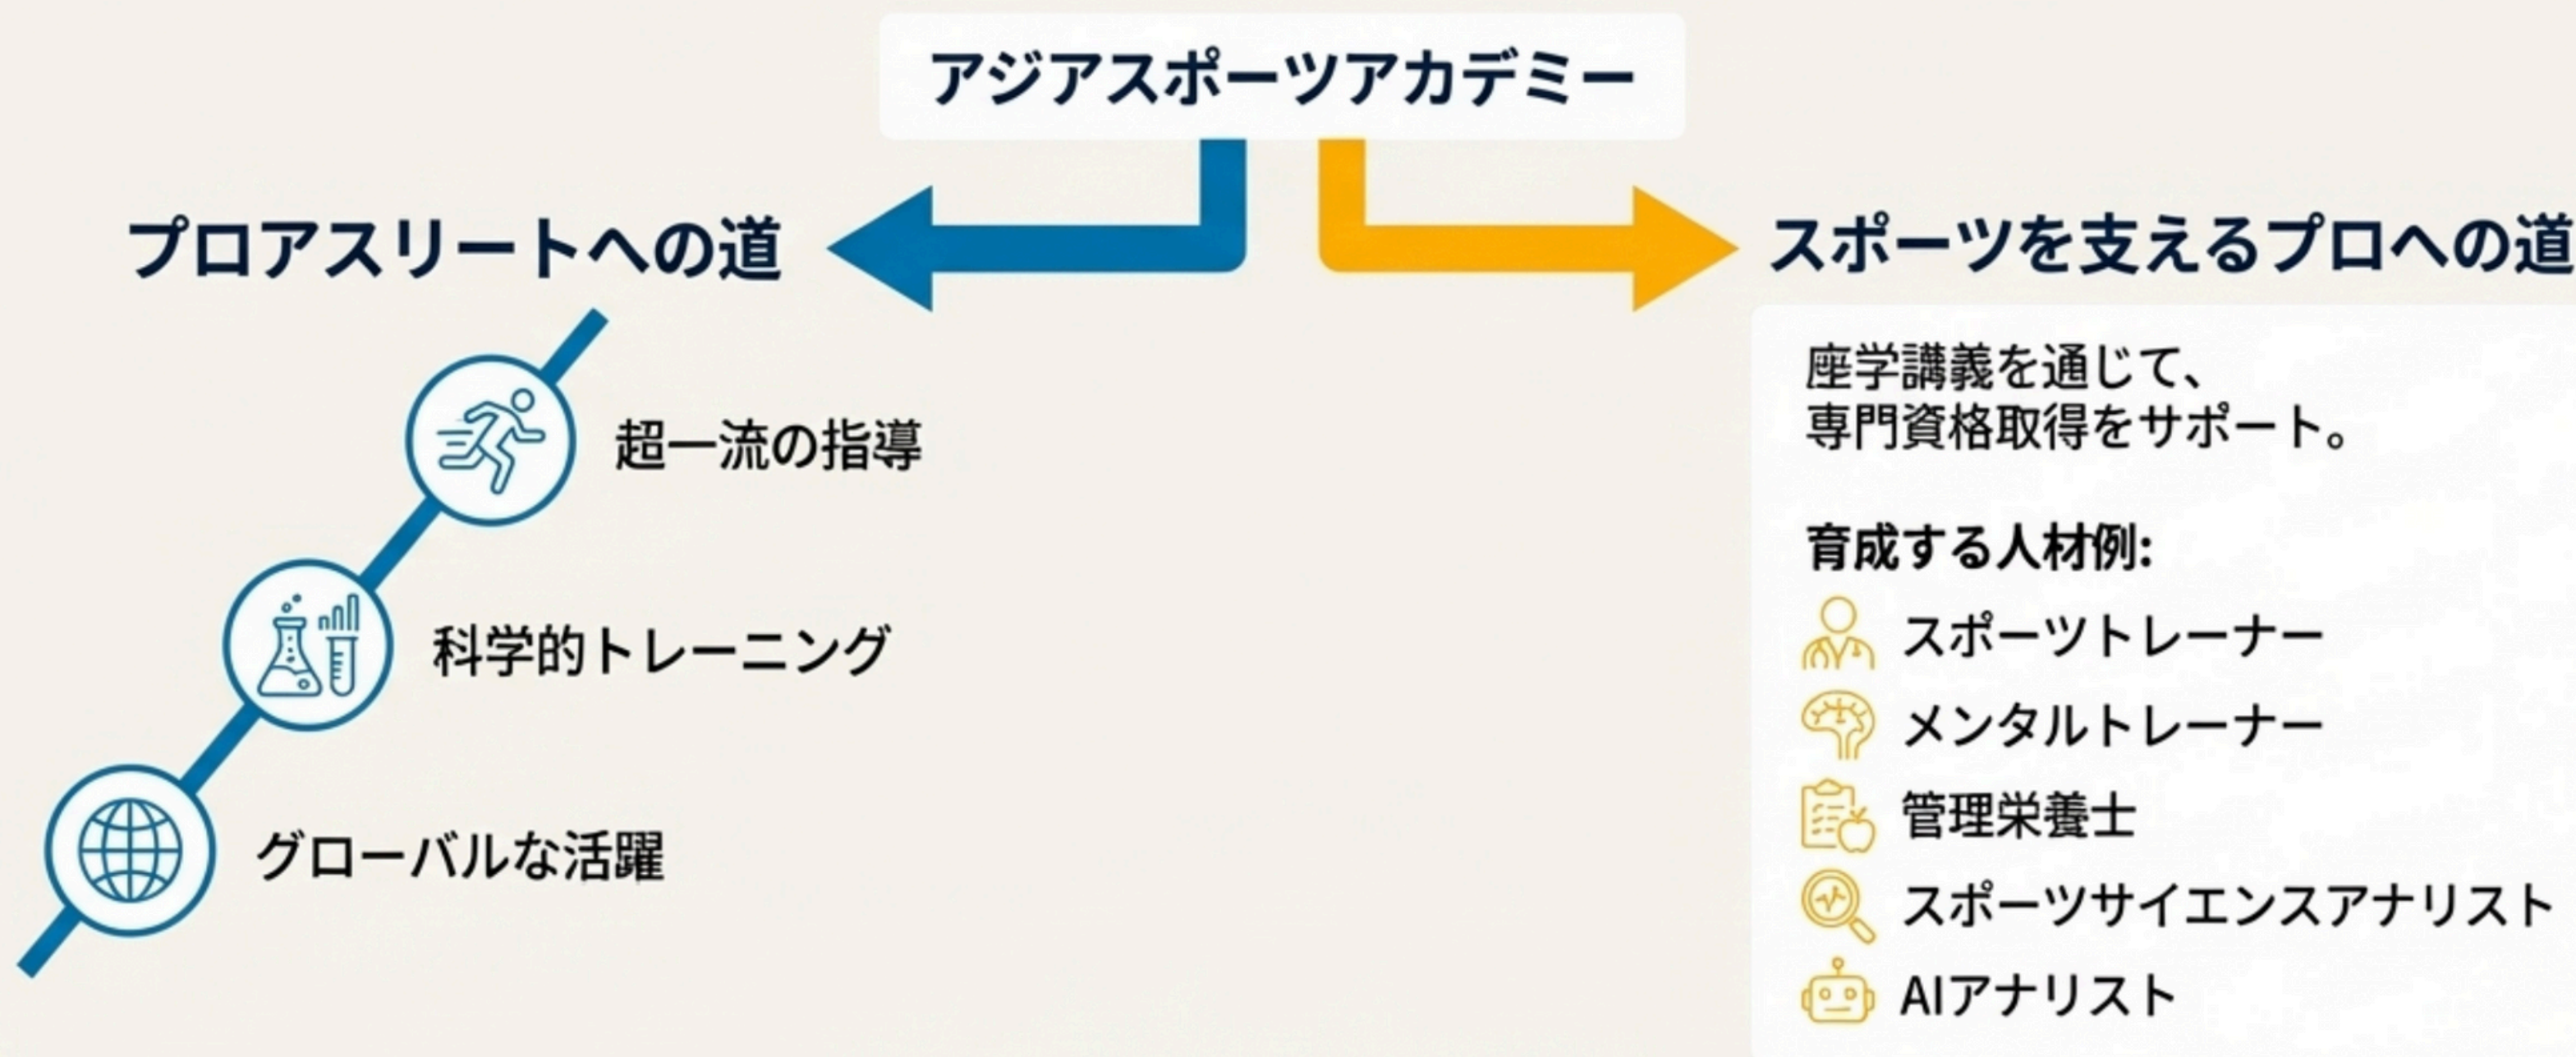 アジアスポーツアカデミー
プロアスリートへの道
超一流の指導
科学的トレーニング
グローバルな活躍
スポーツを支えるプロへの道
座学講義を通じて、
専門資格取得をサポート。
育成する人材例:
スポーツトレーナー
メンタルトレーナー
管理栄養士
スポーツサイエンスアナリスト
AIアナリスト